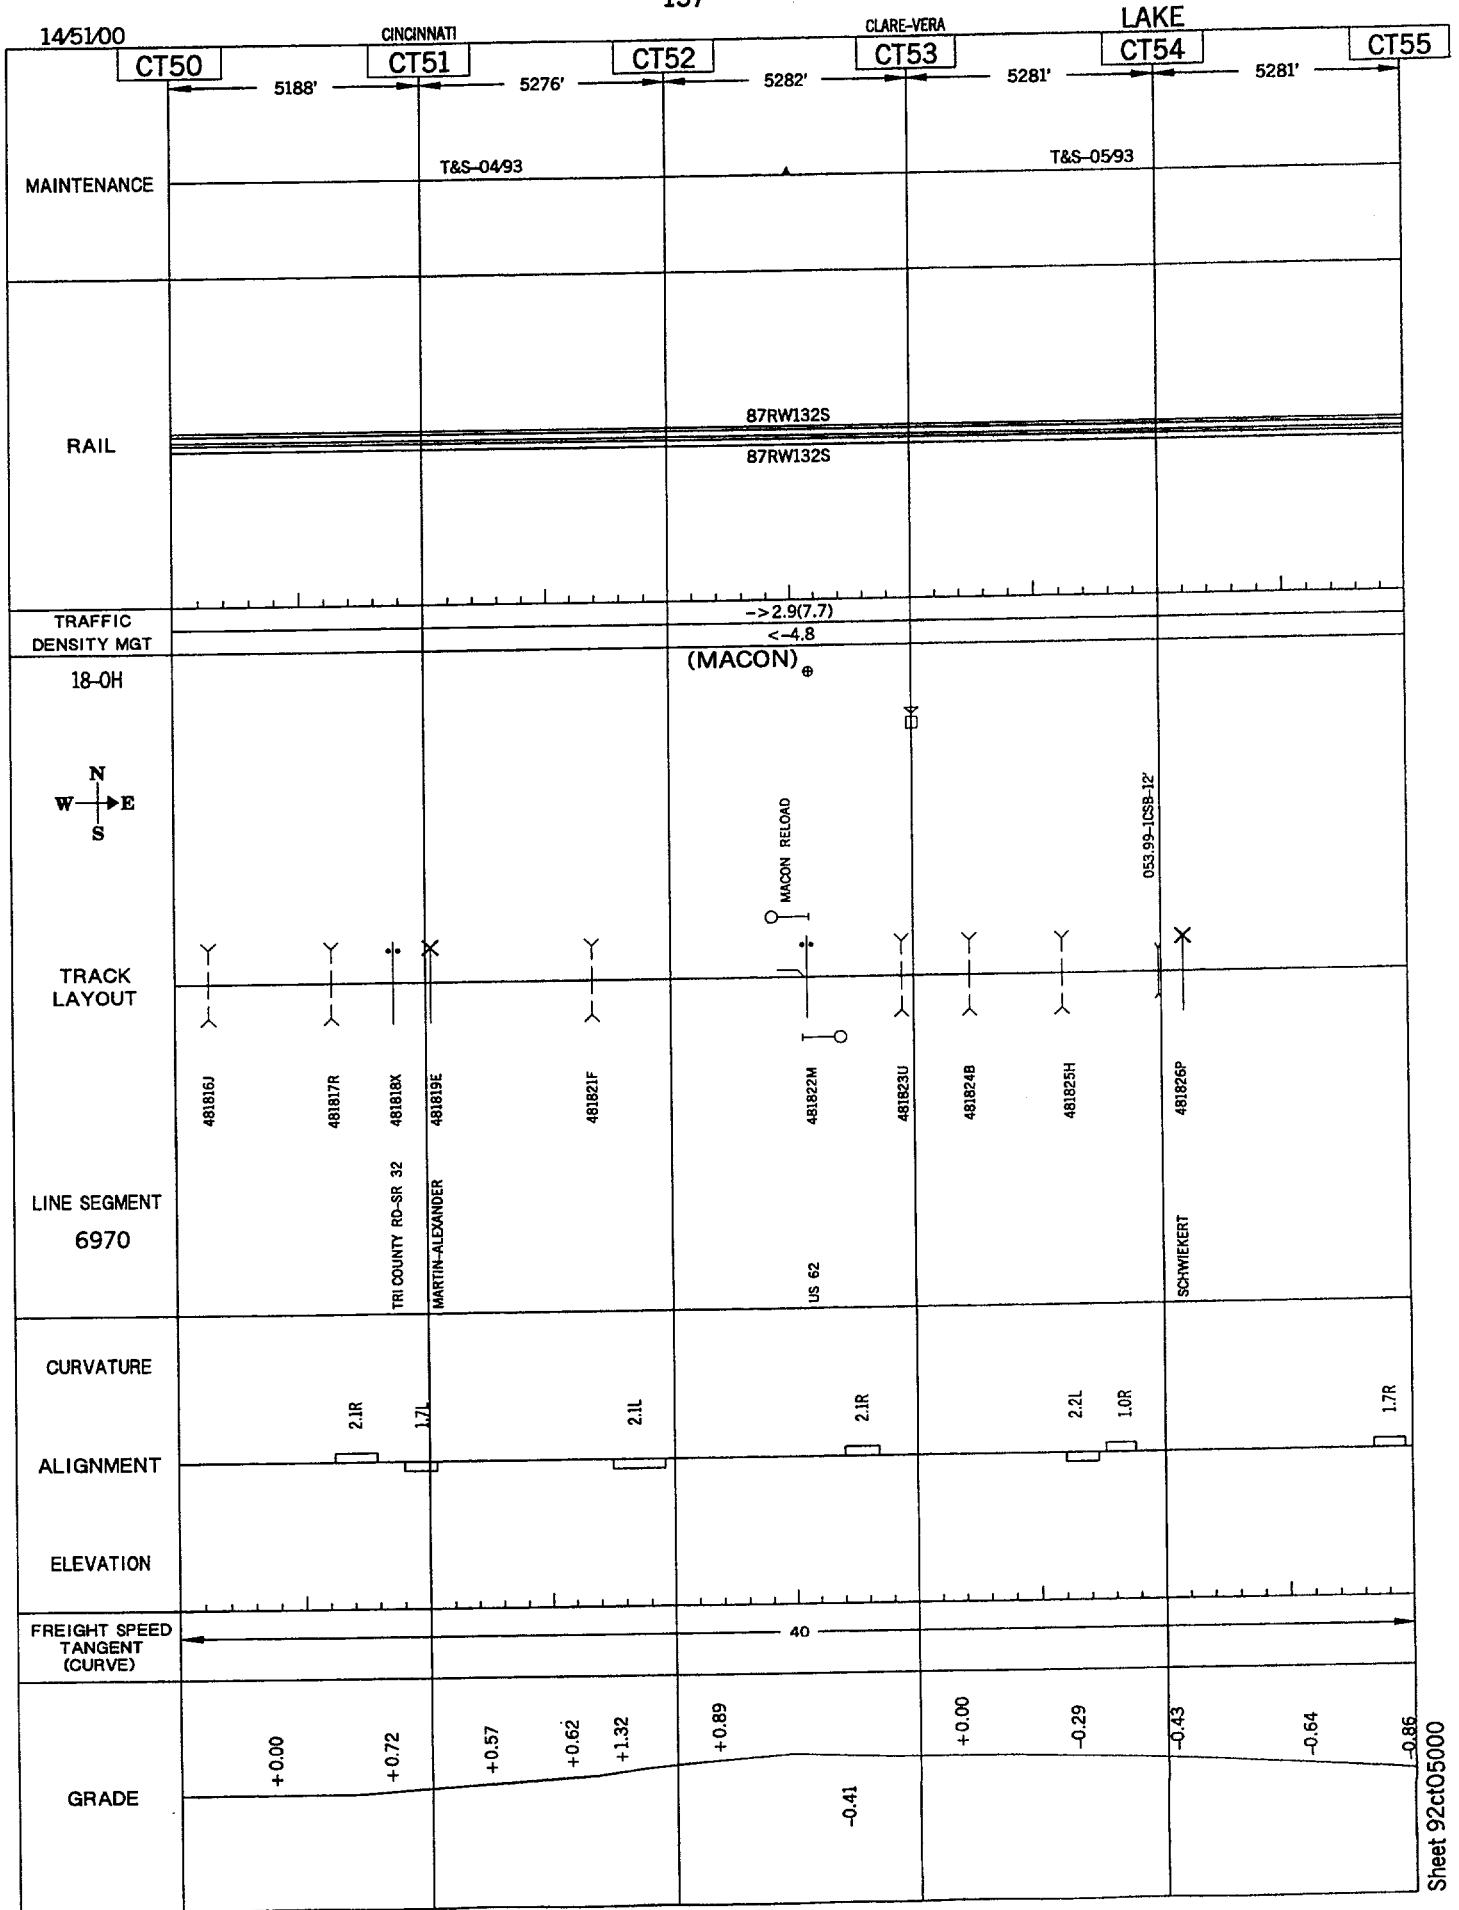 137
LAKE
14/51/00
CINCINNATI
CLARE-VERA
CT50
CT51
CT52
CT53
CT54
CT55
5188'
5276'
5282'
5281'
5281'
MAINTENANCE
T&S-04/93
T&S-05/93
RAIL
87RW132S
87RW132S
TRAFFIC
DENSITY MGT
->2.9(7.7)
<-4.8
18-OH
(MACON)
N
W E
S
MACON RELOAD
053.99-1CSB-12'
TRACK
LAYOUT
481816J
481817R
481818X
481819E
481821F
481822M
481823U
481824B
481825H
481826P
LINE SEGMENT
6970
TRI COUNTY RD-SR 32
MARTIN-ALEXANDER
US 62
SCHWIEKERT
CURVATURE
2.1R
1.7L
2.1L
2.1R
2.2L
1.0R
1.7R
ALIGNMENT
ELEVATION
FREIGHT SPEED
TANGENT
(CURVE)
40
GRADE
+0.00
+0.72
+0.57
+0.62
+1.32
+0.89
-0.41
+0.00
-0.29
-0.43
-0.64
-0.86
Sheet 92ct05000